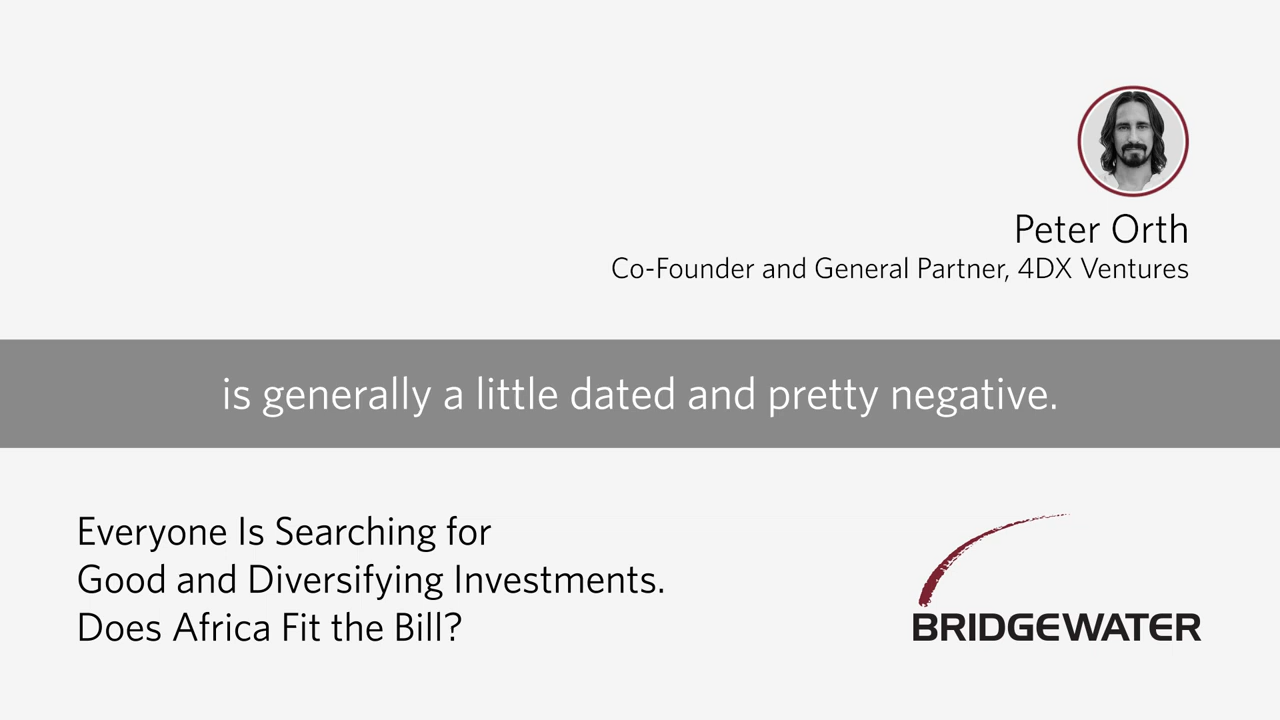 Peter Orth
Co-Founder and General Partner, 4DX Ventures
is generally a little dated and pretty negative.
Everyone Is Searching for
Good and Diversifying Investments.
Does Africa Fit the Bill?
BRIDGEWATER